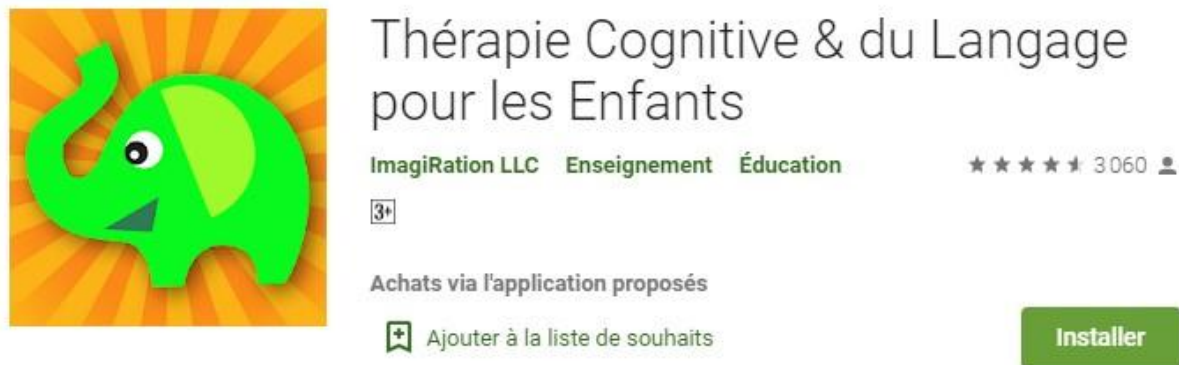 Thérapie Cognitive & du Langage
pour les Enfants
ImagiRation LLC Enseignement Éducation 3 060
3+
Achats via l'application proposés
Ajouter à la liste de souhaits
Installer